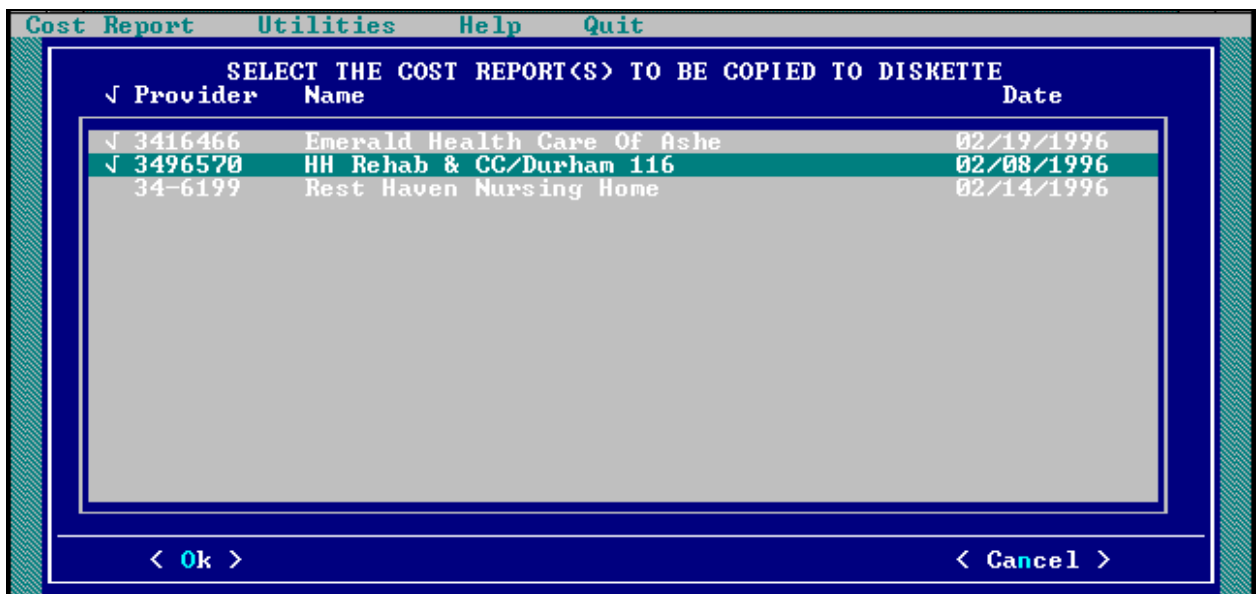 Cost Report Utilities Help Quit
SELECT THE COST REPORT(S) TO BE COPIED TO DISKETTE
√ Provider Name Date
√ 3416466 Emerald Health Care Of Ashe 02/19/1996
√ 3496570 HH Rehab & CC/Durham 116 02/08/1996
34-6199 Rest Haven Nursing Home 02/14/1996
< Ok > < Cancel >